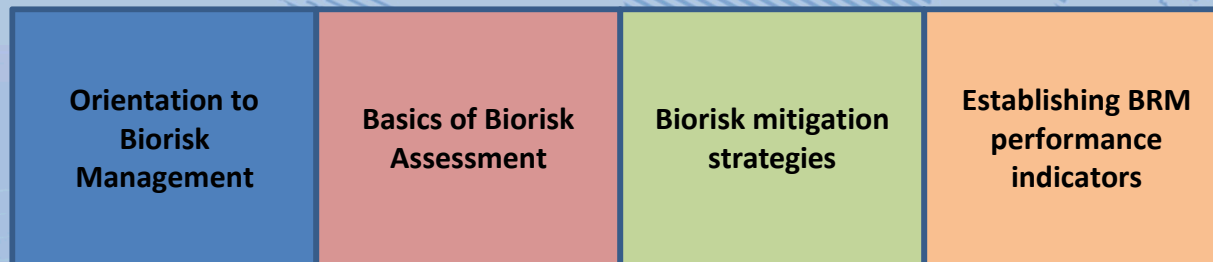 Orientation to
Biorisk
Management
Basics of Biorisk
Assessment
Biorisk mitigation
strategies
Establishing BRM
performance
indicators